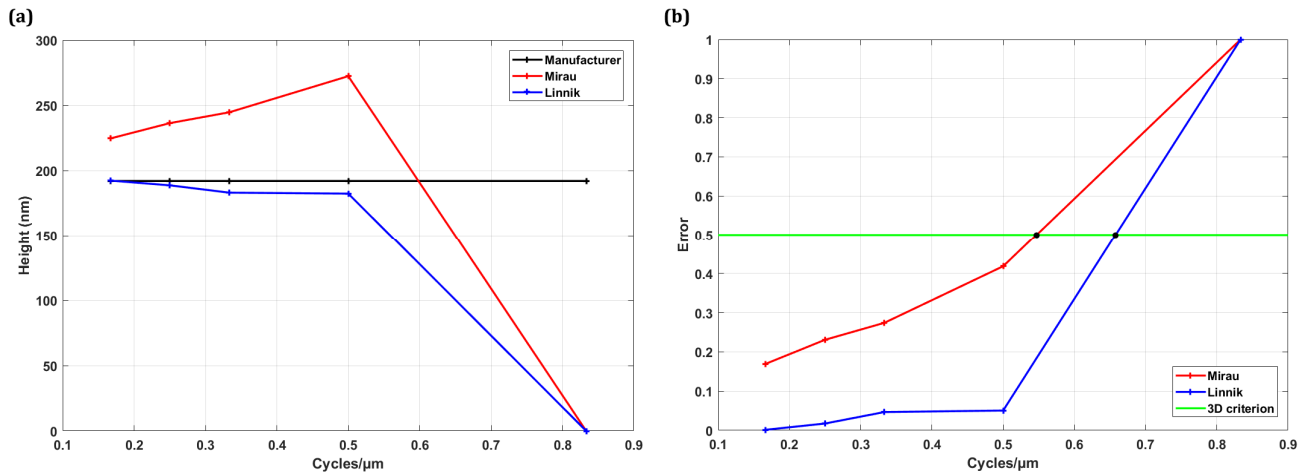 (a)
300
250
200
150
100
50
0
Height (nm)
0.1 0.2 0.3 0.4 0.5 0.6 0.7 0.8 0.9
Cycles/μm
Manufacturer
Mirau
Linnik
(b)
1
0.9
0.8
0.7
0.6
0.5
0.4
0.3
0.2
0.1
0
Error
0.1 0.2 0.3 0.4 0.5 0.6 0.7 0.8 0.9
Cycles/μm
Mirau
Linnik
3D criterion